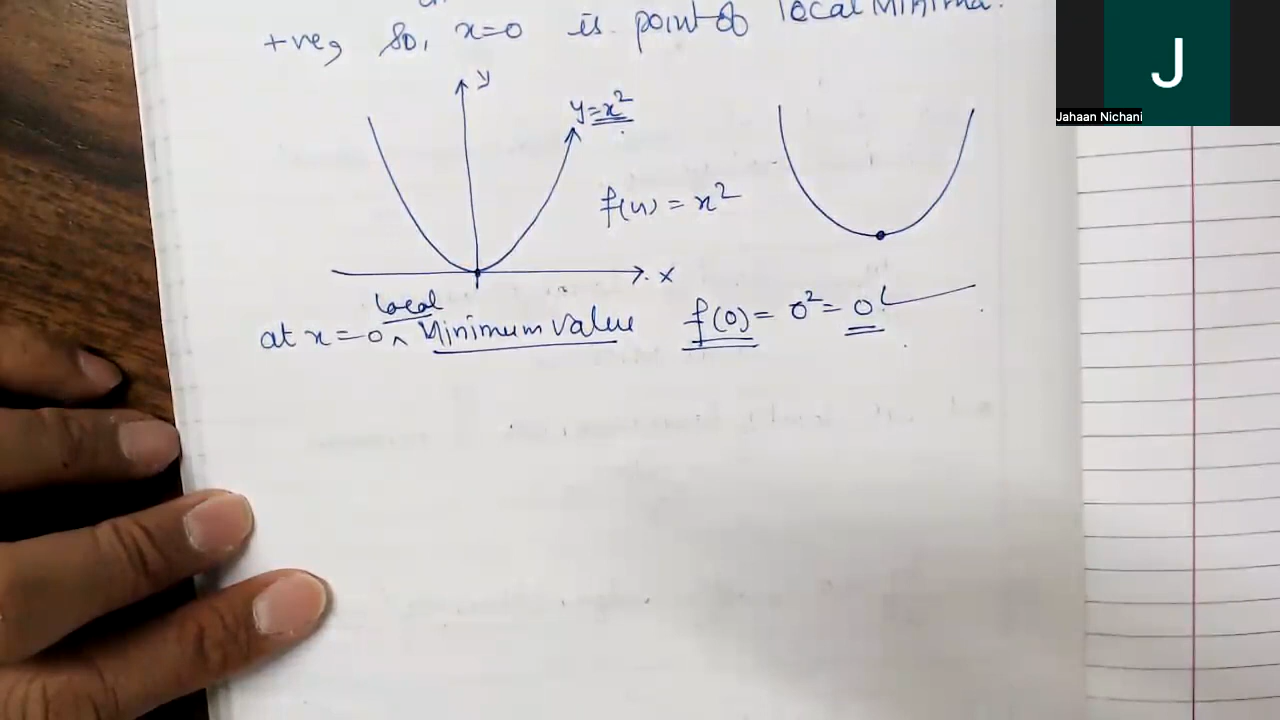 +ve, so, x=0 is point of local Minima.
y
y=x²
f(x) = x²
x
local
at x=0 ^ Minimum value f(0) = 0² = 0
J
Jahaan Nichani